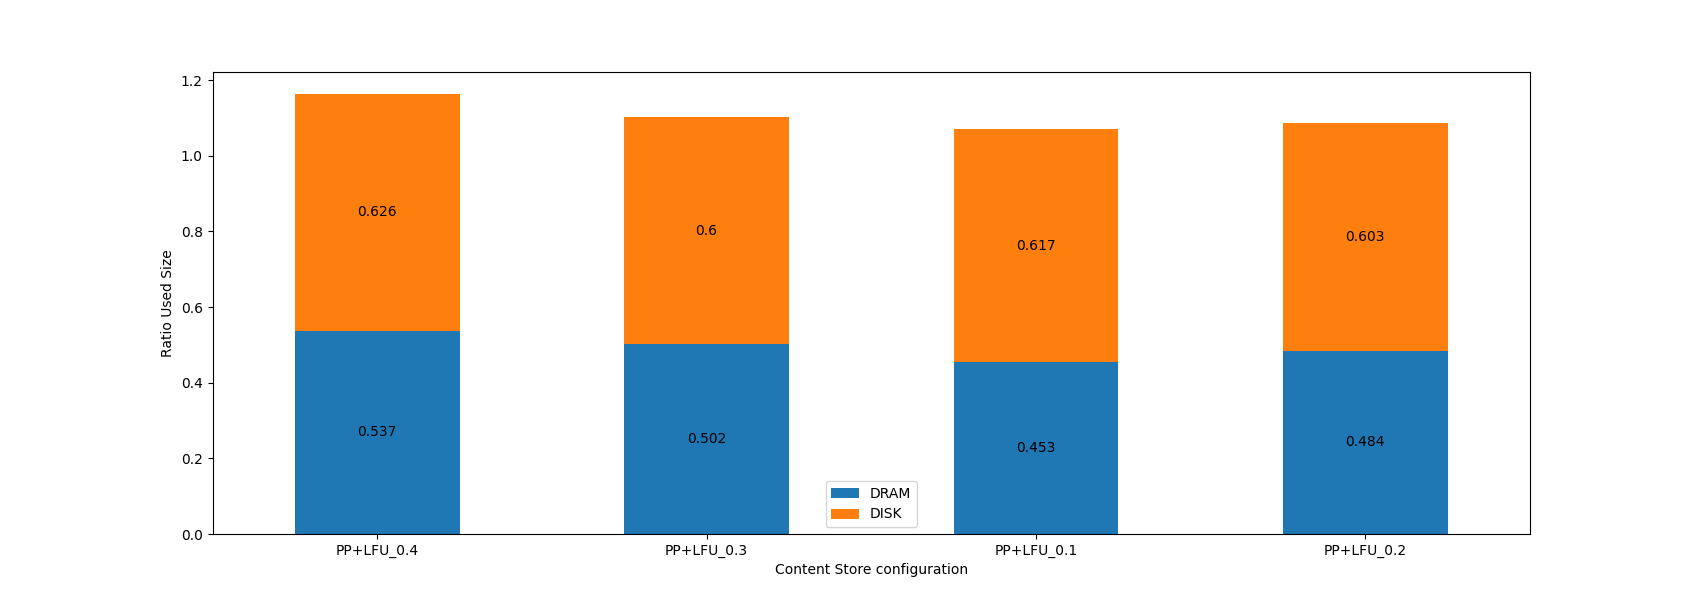 1.2
1.0
0.8
0.6
0.4
0.2
0.0
Ratio Used Size
0.626
0.6
0.617
0.603
0.537
0.502
0.453
0.484
DRAM
DISK
PP+LFU_0.4
PP+LFU_0.3
PP+LFU_0.1
PP+LFU_0.2
Content Store configuration